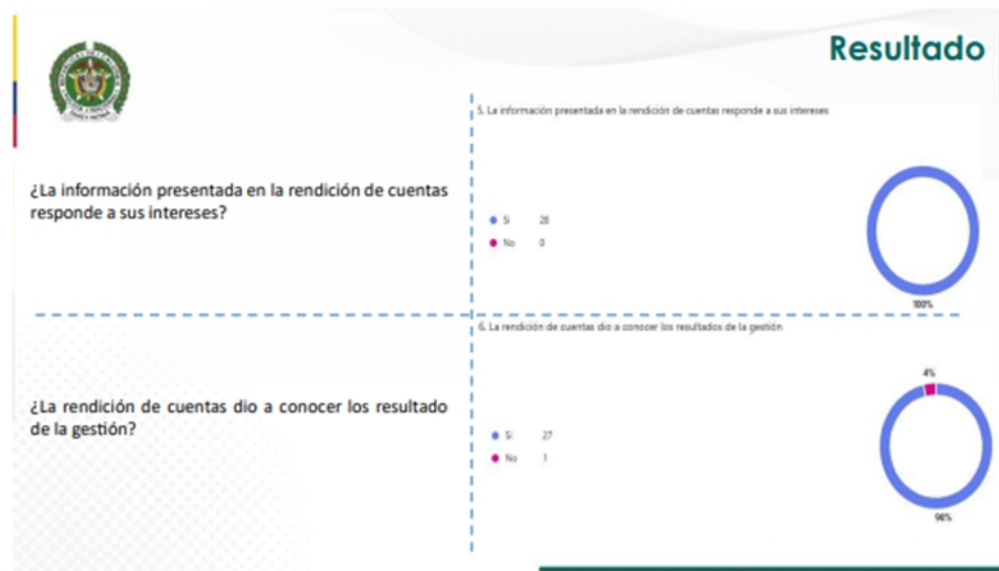 Resultado
5. La información presentada en la rendición de cuentas responde a sus intereses
¿La información presentada en la rendición de cuentas
responde a sus intereses?
Si 28
No 0
100%
6. La rendición de cuentas dio a conocer los resultados de la gestión
4%
¿La rendición de cuentas dio a conocer los resultado
de la gestión?
Si 27
No 1
96%